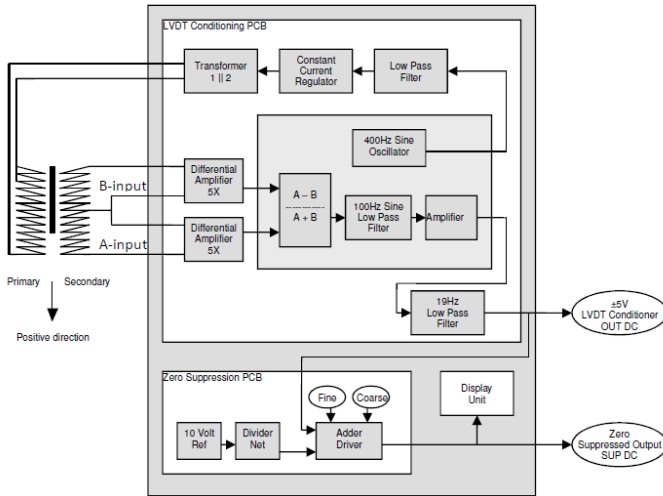 LVDT Conditioning PCB
Transformer
1 || 2
Constant
Current
Regulator
Low Pass
Filter
400Hz Sine
Oscillator
B-input
Differential
Amplifier
5X
A – B
------------
A + B
100Hz Sine
Low Pass
Filter
Amplifier
A-input
Differential
Amplifier
5X
Primary
Secondary
Positive direction
19Hz
Low Pass
Filter
±5V
LVDT Conditioner
OUT DC
Zero Suppression PCB
Fine
Coarse
Display
Unit
10 Volt
Ref
Divider
Net
Adder
Driver
Zero
Suppressed Output
SUP DC